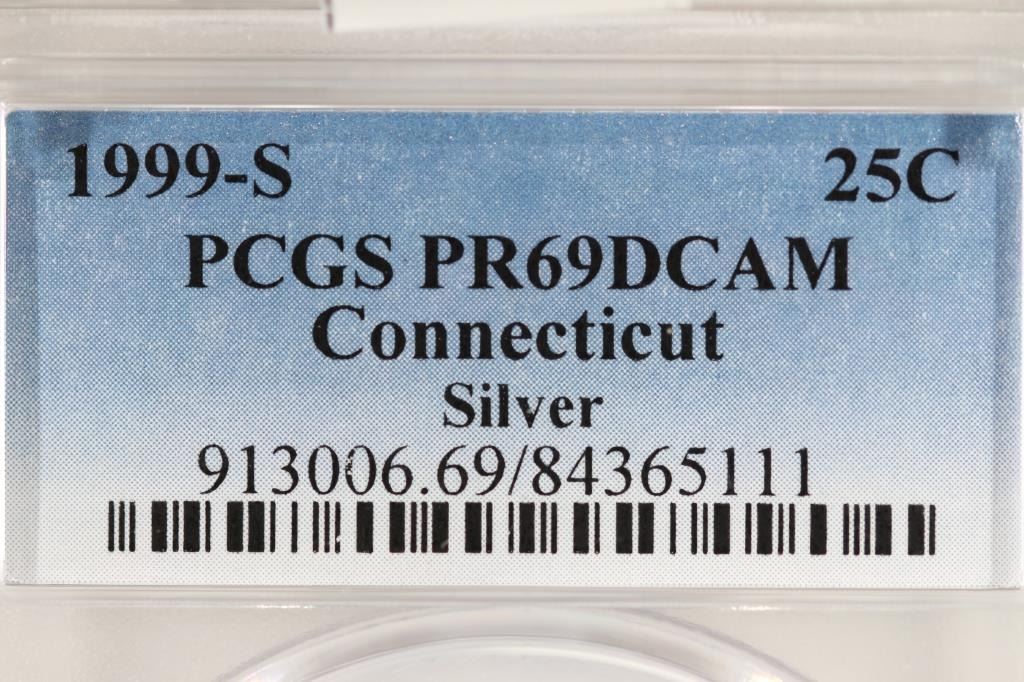 1999-S 25C
PCGS PR69DCAM
Connecticut
Silver
913006.69/84365111